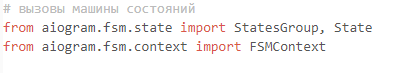 # вызовы машины состояний
from aiogram.fsm.state import StatesGroup, State
from aiogram.fsm.context import FSMContext